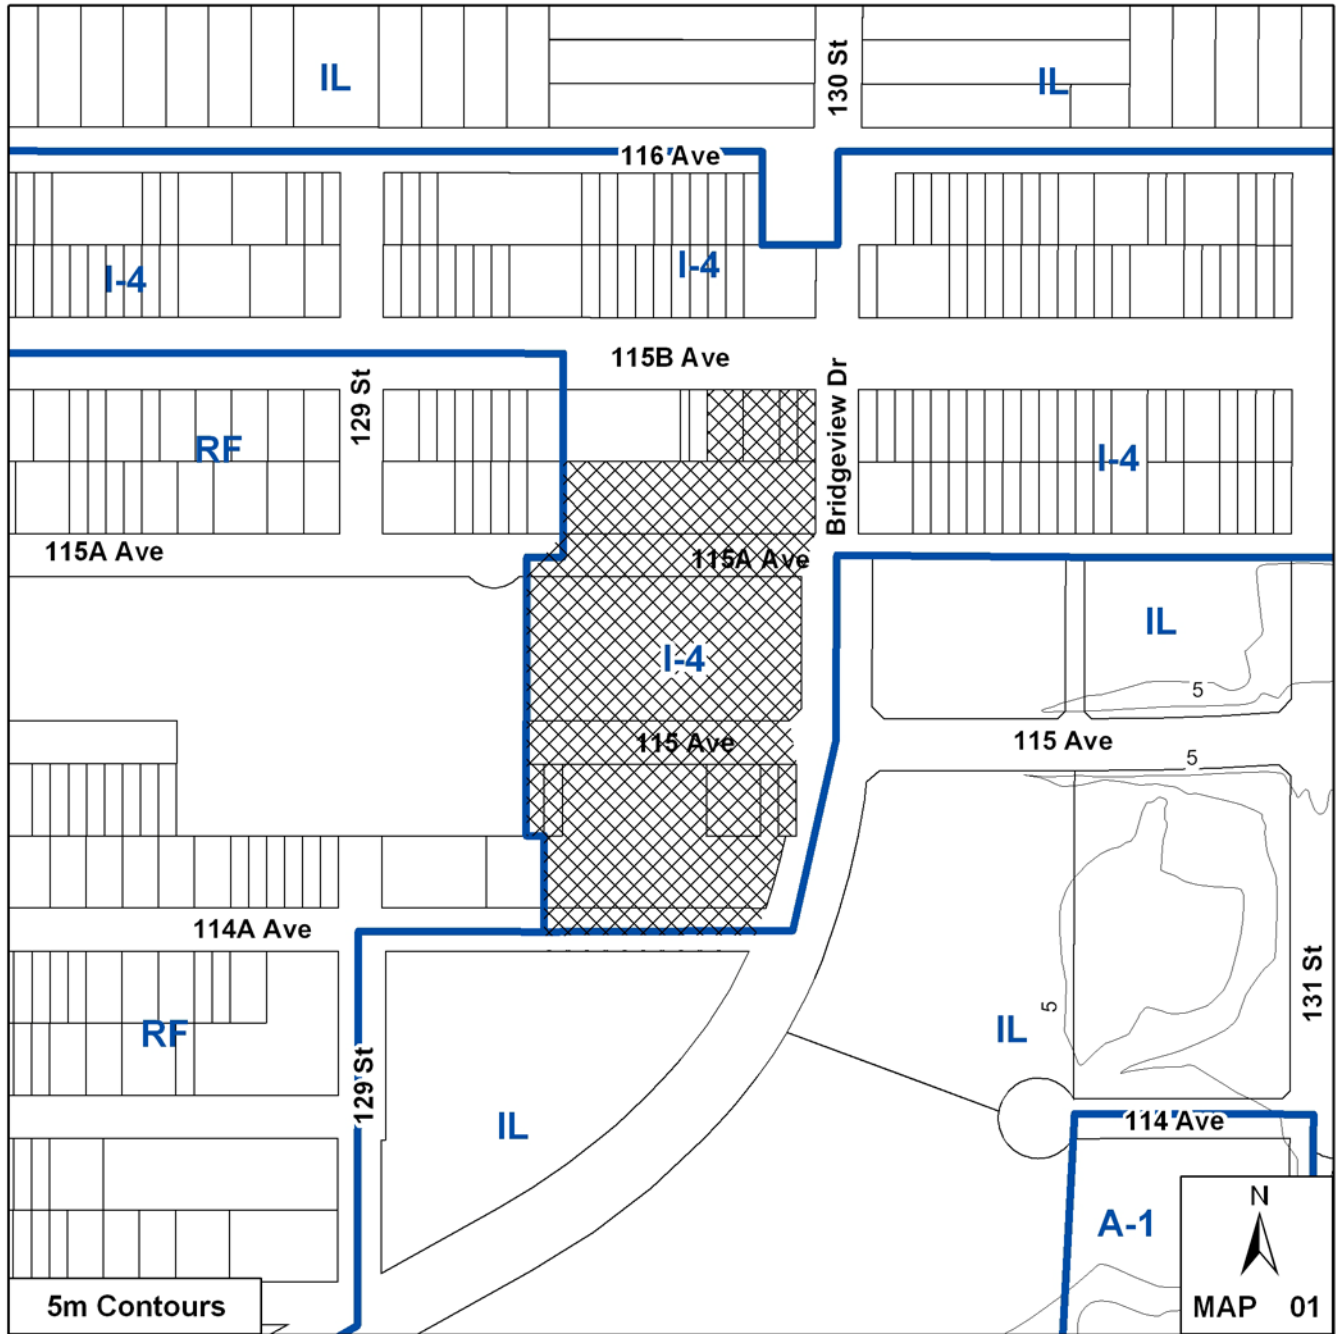 IL
130 St
IL
116 Ave
I-4
I-4
115B Ave
129 St
Bridgeview Dr
RF
I-4
115A Ave
115A Ave
IL
I-4
5
115 Ave
115 Ave
5
114A Ave
131 St
5
IL
RF
129 St
IL
114 Ave
N
A-1
5m Contours
MAP 01